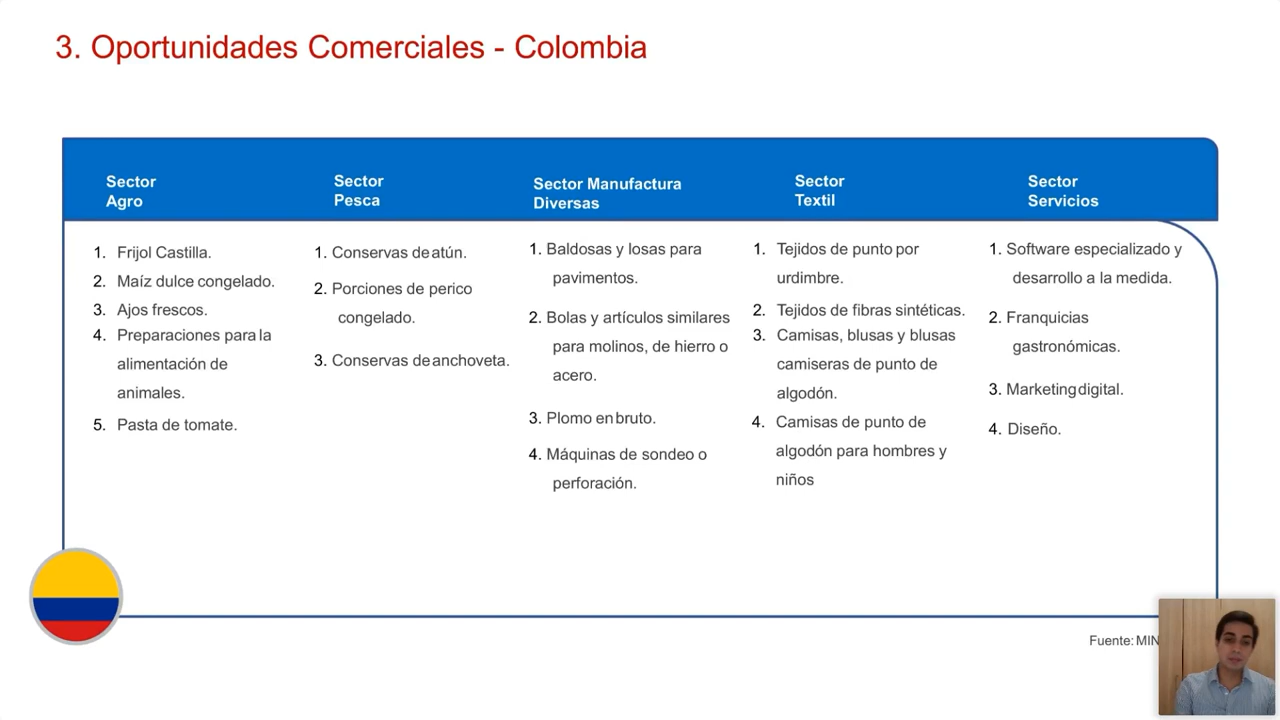 3. Oportunidades Comerciales - Colombia
Sector
Agro
1. Frijol Castilla.
2. Maíz dulce congelado.
3. Ajos frescos.
4. Preparaciones para la
alimentación de
animales.
5. Pasta de tomate.
Sector
Pesca
1. Conservas de atún.
2. Porciones de perico
congelado.
3. Conservas de anchoveta.
Sector Manufactura
Diversas
1. Baldosas y losas para
pavimentos.
2. Bolas y artículos similares
para molinos, de hierro o
acero.
3. Plomo en bruto.
4. Máquinas de sondeo o
perforación.
Sector
Textil
1. Tejidos de punto por
urdimbre.
2. Tejidos de fibras sintéticas.
3. Camisas, blusas y blusas
camiseras de punto de
algodón.
4. Camisas de punto de
algodón para hombres y
niños
Sector
Servicios
1. Software especializado y
desarrollo a la medida.
2. Franquicias
gastronómicas.
3. Marketing digital.
4. Diseño.
Fuente: MIN